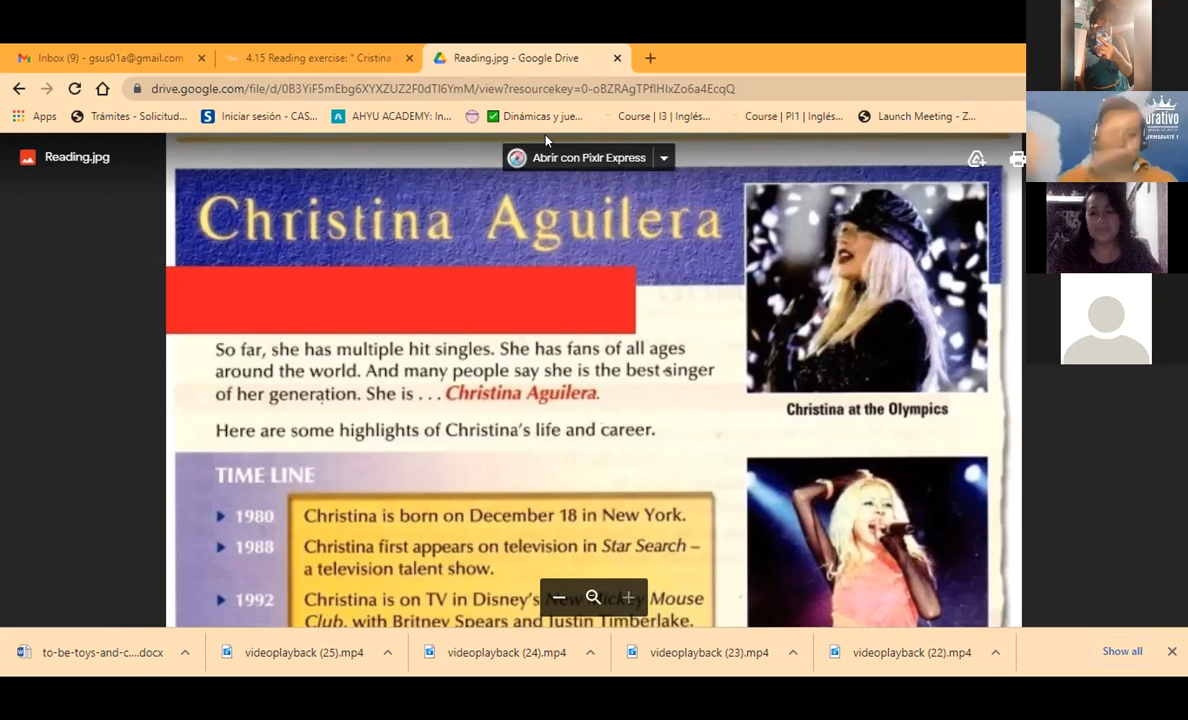 Inbox (9) - gsus01a@gmail.com
4.15 Reading exercise: " Cristina
Reading.jpg - Google Drive
drive.google.com/file/d/0B3YiF5mEbg6XYXZUZ2F0dTI6YmM/view?resourcekey=0-oBZRAgTPflHIxZo6a4EcqQ
Apps
Trámites - Solicitud...
Iniciar sesión - CAS...
AHYU ACADEMY: In...
Dinámicas y jue...
Course | I3 | Inglés...
Course | PI1 | Inglés...
Launch Meeting - Z...
Reading.jpg
Abrir con Pixlr Express
Christina Aguilera
So far, she has multiple hit singles. She has fans of all ages
around the world. And many people say she is the best singer
of her generation. She is . . . Christina Aguilera.
Here are some highlights of Christina's life and career.
Christina at the Olympics
TIME LINE
1980 Christina is born on December 18 in New York.
1988 Christina first appears on television in Star Search –
a television talent show.
1992 Christina is on TV in Disney's New Mickey Mouse
Club, with Britney Spears and Justin Timberlake.
orativo
ERMEDIATE 1
to-be-toys-and-c....docx
videoplayback (25).mp4
videoplayback (24).mp4
videoplayback (23).mp4
videoplayback (22).mp4
Show all